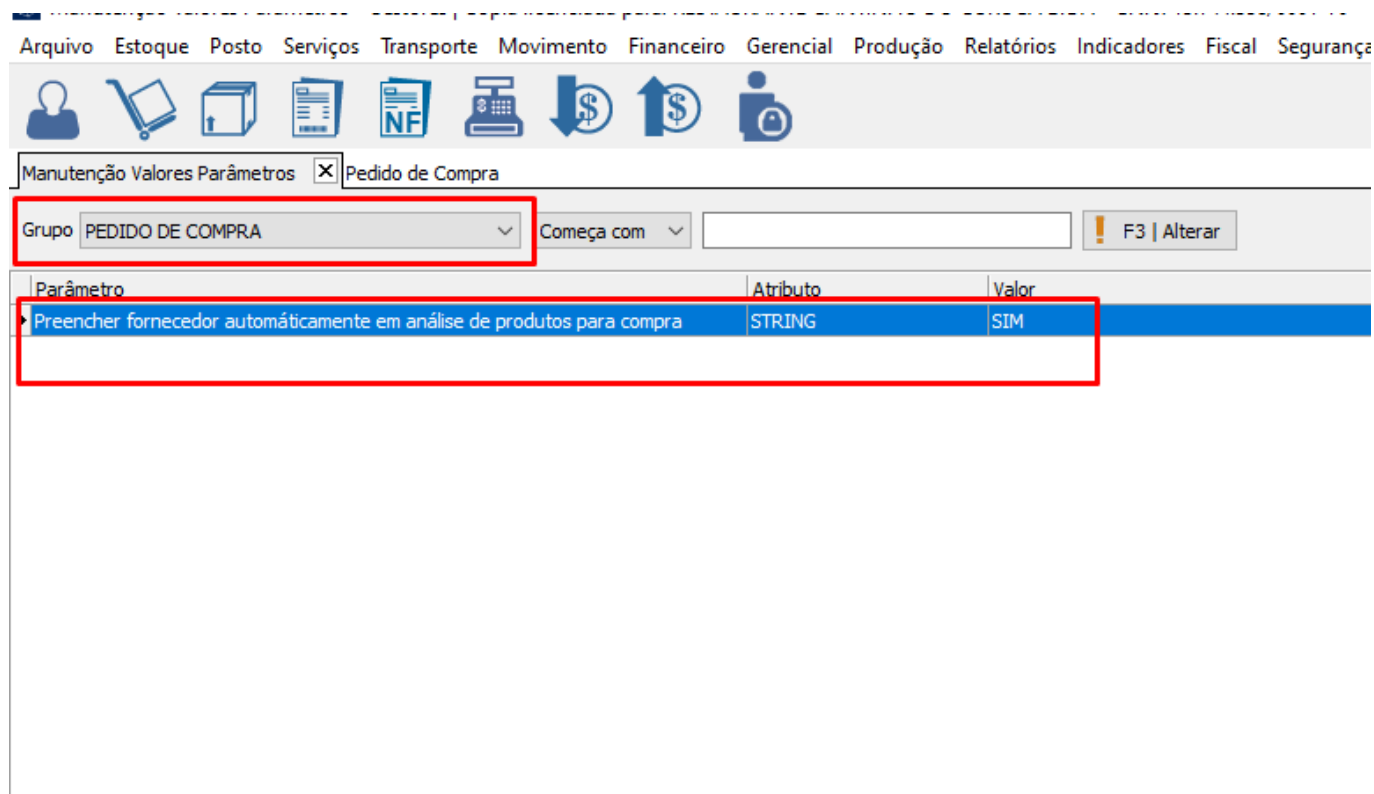 Arquivo Estoque Posto Serviços Transporte Movimento Financeiro Gerencial Produção Relatórios Indicadores Fiscal Segurança
$ NF $ $ $
Manutenção Valores Parâmetros X Pedido de Compra
Grupo PEDIDO DE COMPRA Começa com ! F3 | Alterar
Parâmetro Atributo Valor
Preencher fornecedor automáticamente em análise de produtos para compra STRING SIM